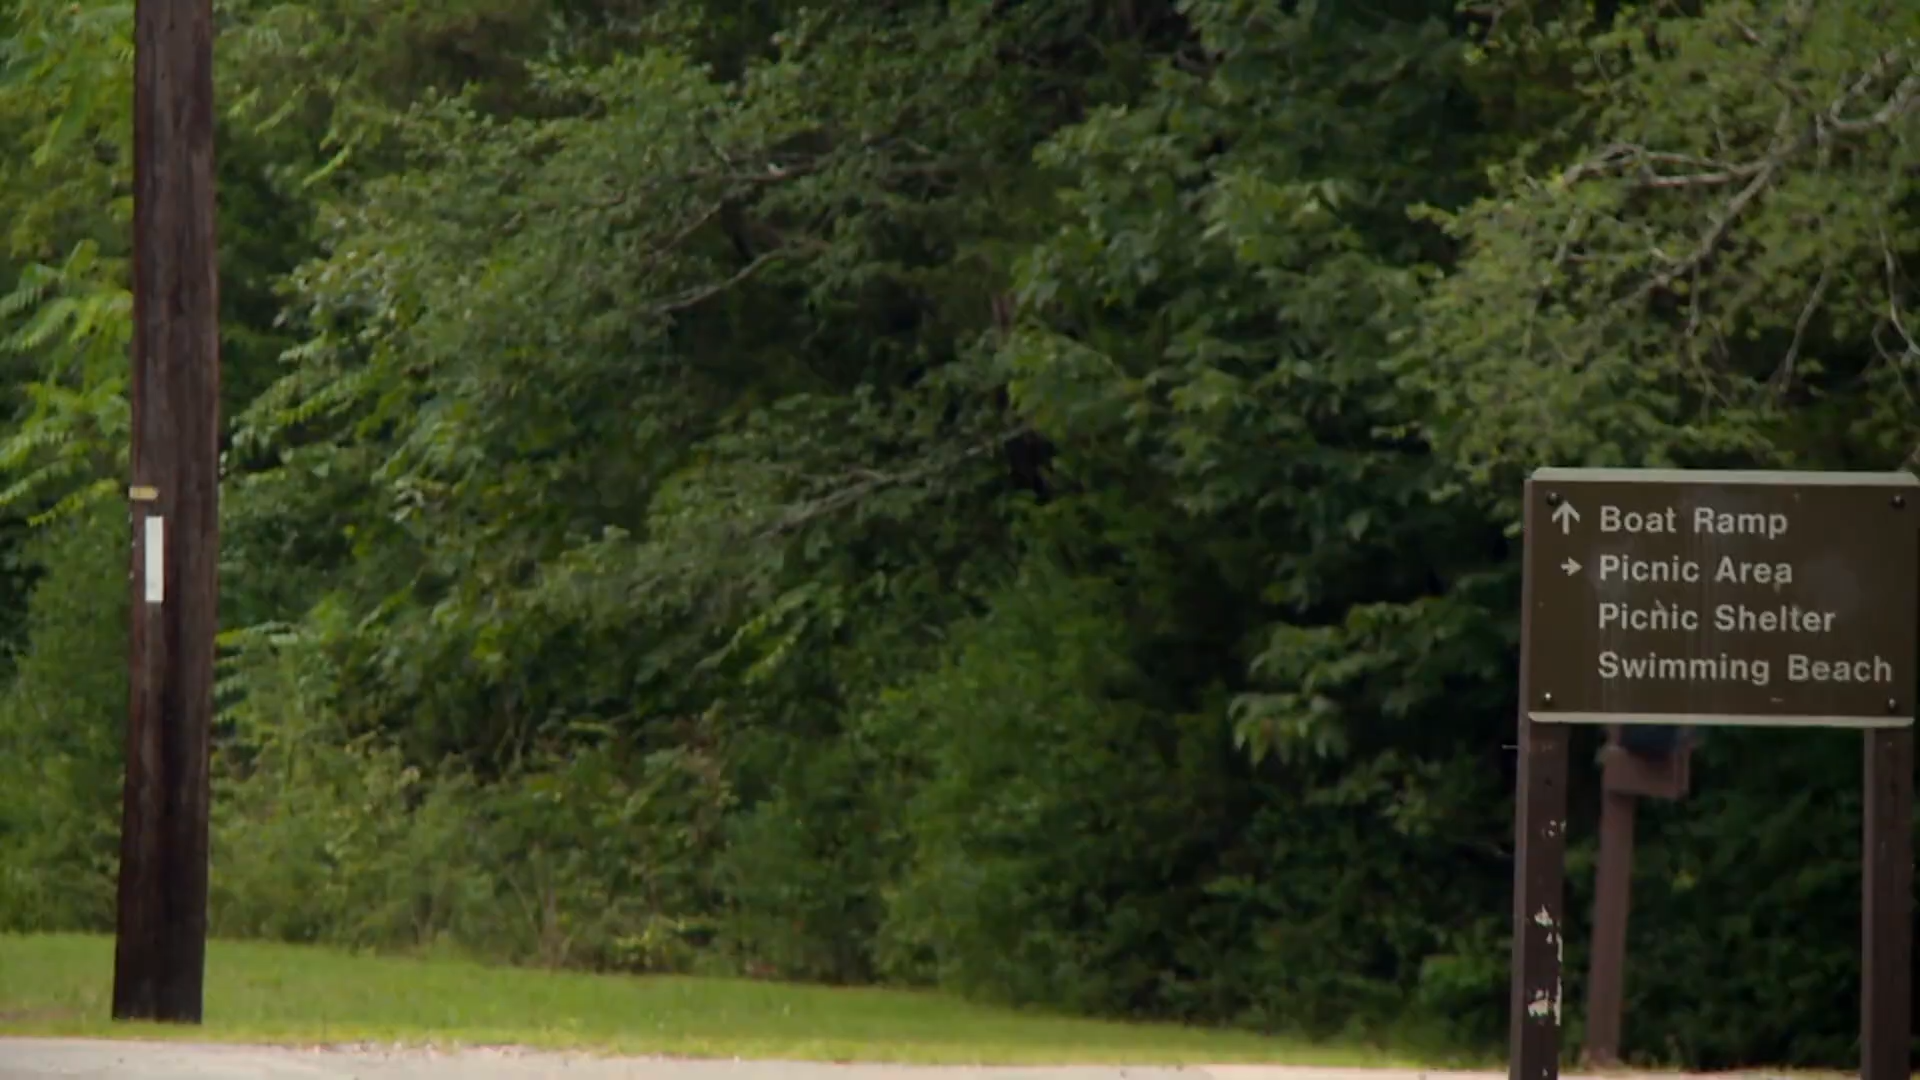 ↑ Boat Ramp
→ Picnic Area
Picnic Shelter
Swimming Beach